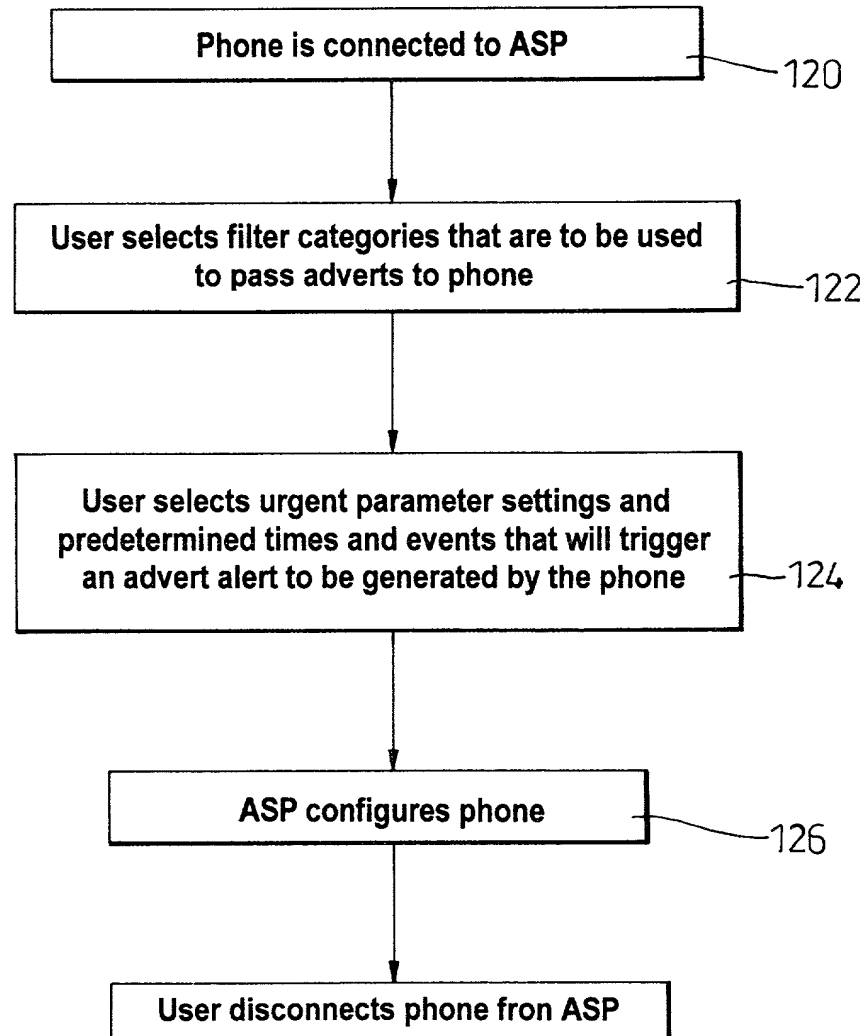 Phone is connected to ASP
120
User selects filter categories that are to be used
to pass adverts to phone
122
User selects urgent parameter settings and
predetermined times and events that will trigger
an advert alert to be generated by the phone
124
ASP configures phone
126
User disconnects phone fron ASP